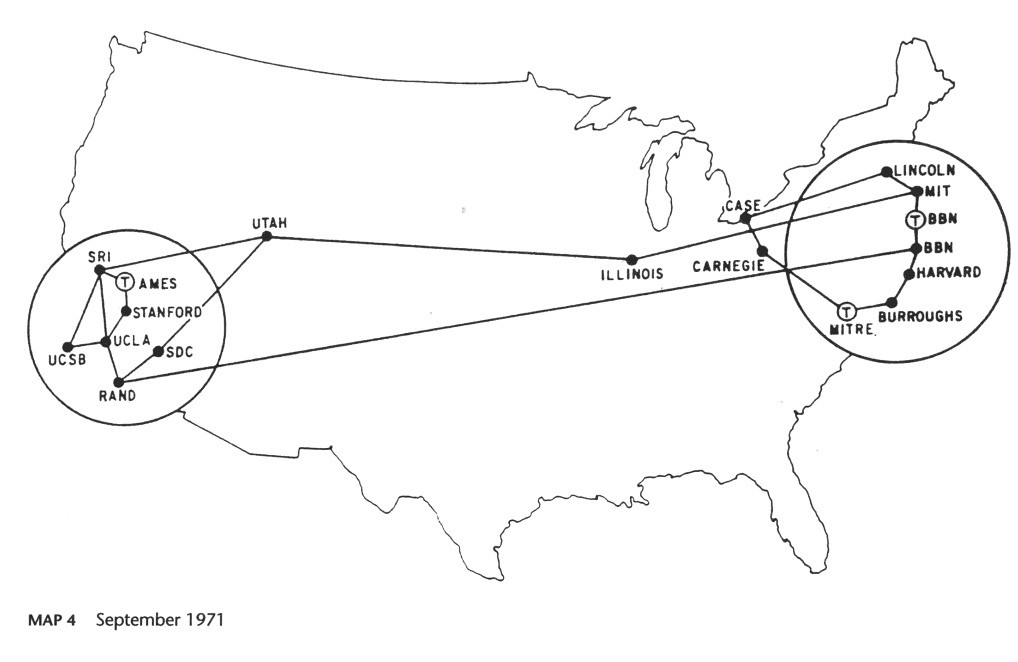 LINCOLN
MIT
CASE
T BBN
UTAH
BBN
SRI
ILLINOIS
CARNEGIE
HARVARD
T AMES
STANFORD
T
BURROUGHS
MITRE.
UCLA
SDC
UCSB
RAND
MAP 4 September 1971